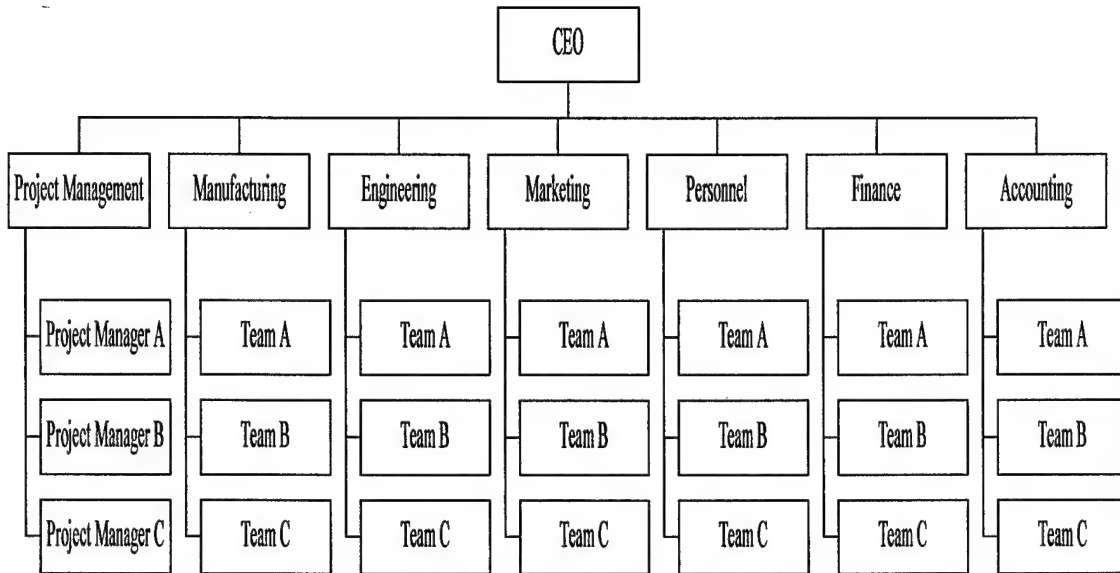 CEO
Project Management
Manufacturing
Engineering
Marketing
Personnel
Finance
Accounting
Project Manager A
Team A
Team A
Team A
Team A
Team A
Team A
Project Manager B
Team B
Team B
Team B
Team B
Team B
Team B
Project Manager C
Team C
Team C
Team C
Team C
Team C
Team C